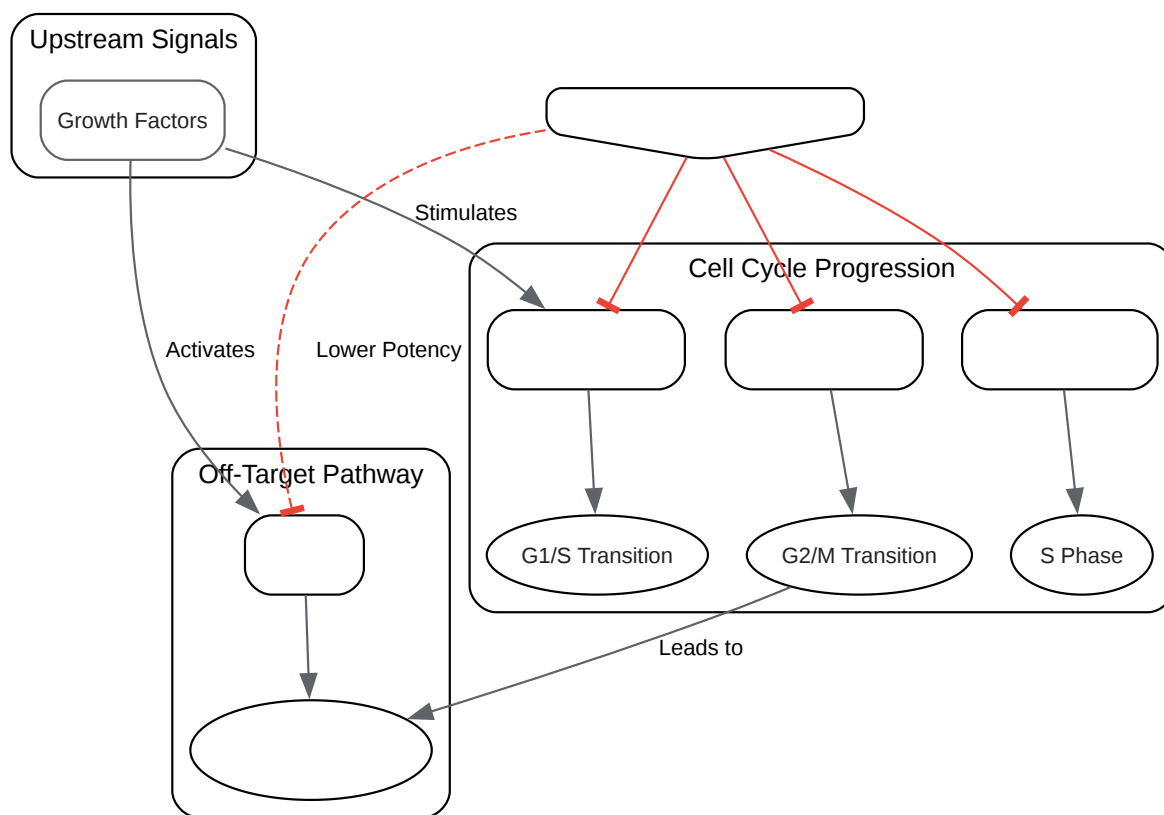 Upstream Signals
Growth Factors
Stimulates
Cell Cycle Progression
Activates
Lower Potency
Off-Target Pathway
G1/S Transition
G2/M Transition
S Phase
Leads to